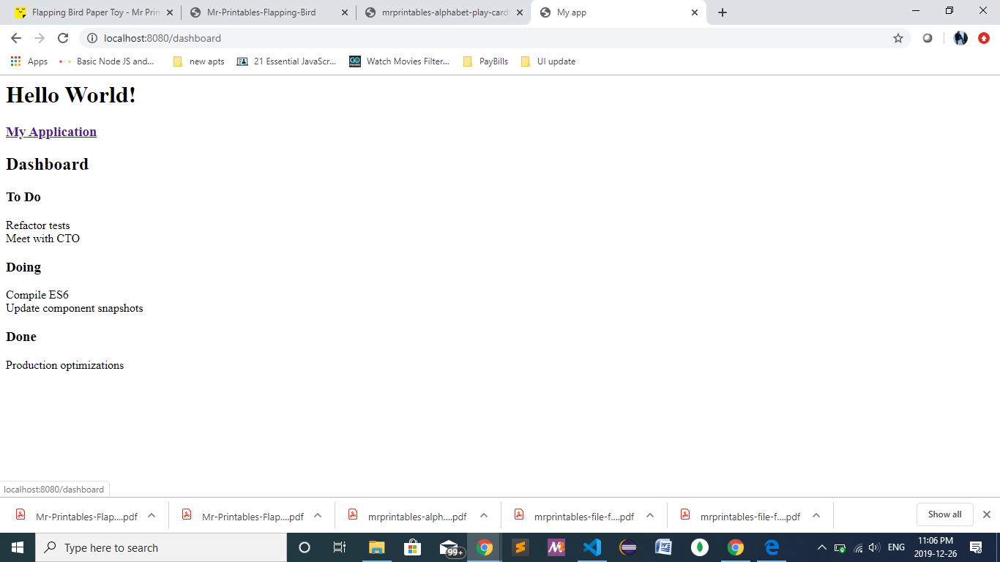 Flapping Bird Paper Toy - Mr Prin
Mr-Printables-Flapping-Bird
mrprintables-alphabet-play-card
My app
localhost:8080/dashboard
Apps
Basic Node JS and...
new apts
21 Essential JavaScr...
GO
movies
Watch Movies Filter...
PayBills
UI update
Hello World!
My Application
Dashboard
To Do
Refactor tests
Meet with CTO
Doing
Compile ES6
Update component snapshots
Done
Production optimizations
localhost:8080/dashboard
Mr-Printables-Flap....pdf
Mr-Printables-Flap....pdf
mrprintables-alph....pdf
mrprintables-file-f....pdf
mrprintables-file-f....pdf
Show all
Type here to search
99+
ENG
11:06 PM
2019-12-26